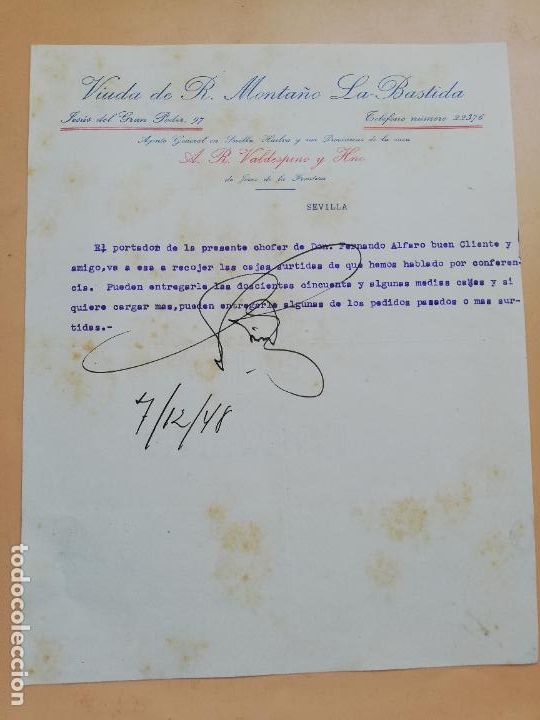 Viuda de R. Montaño La-Bastida
Jesús del Gran Poder, 97
Teléfono número 22376
Agente General en Sevilla, Huelva y sus Provincias de la casa
A. R. Valdespino y Hno
de Jerez de la Frontera
SEVILLA
El portador de la presente chofer de Don. Fernando Alfaro buen Cliente y
amigo,va a esa a recojer las cajas surtidas de que hemos hablado por conferen-
cia. Pueden entregarle las doscientas cincuenta y algunas medias cajas y si
quiere cargar mas,pueden entregarle algunas de los pedidos pasados o mas sur-
tidas.-
7/12/48
todocoleccion